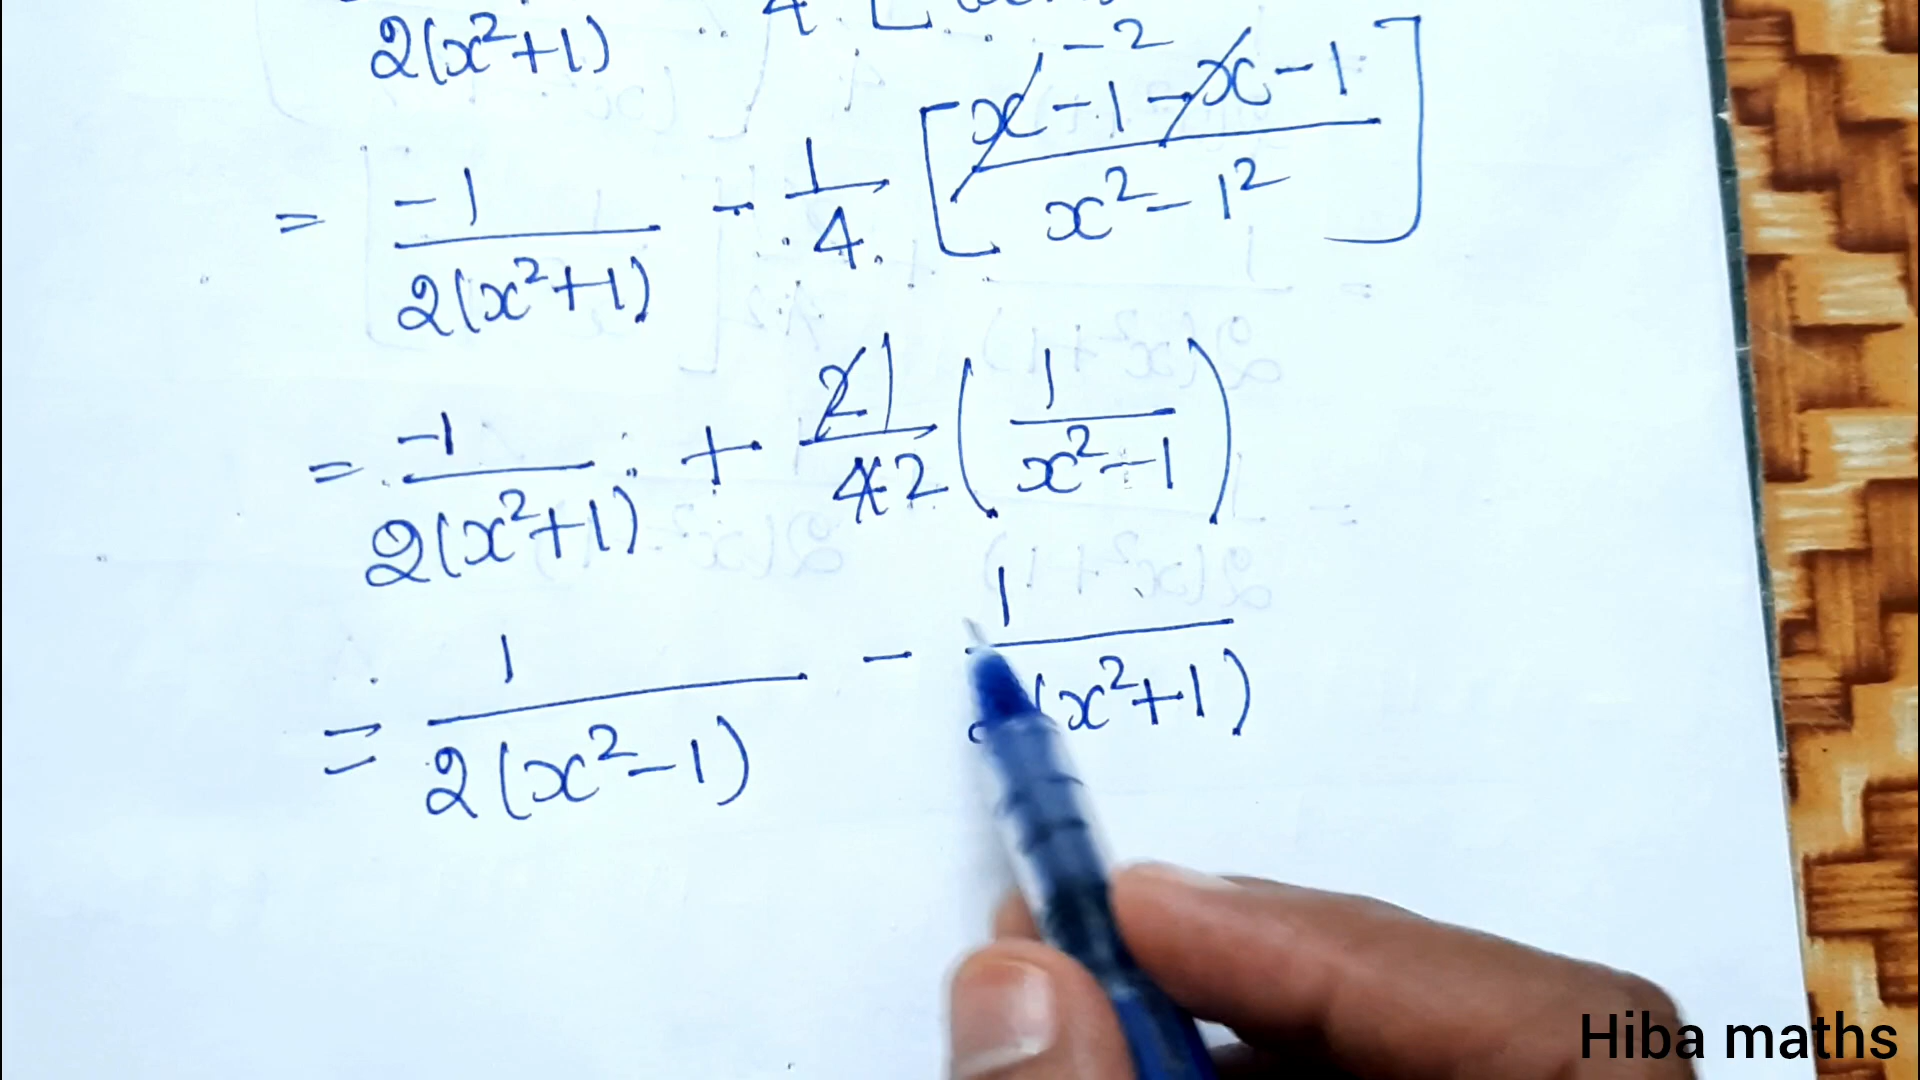 2(x²+1)
= -1/2(x²+1) - 1/4 [x-1-x-1 -2 / x²-1²]
= -1/2(x²+1) + 21/42 (1/x²-1)
= 1/2(x²-1) - 1/(x²+1)
Hiba maths